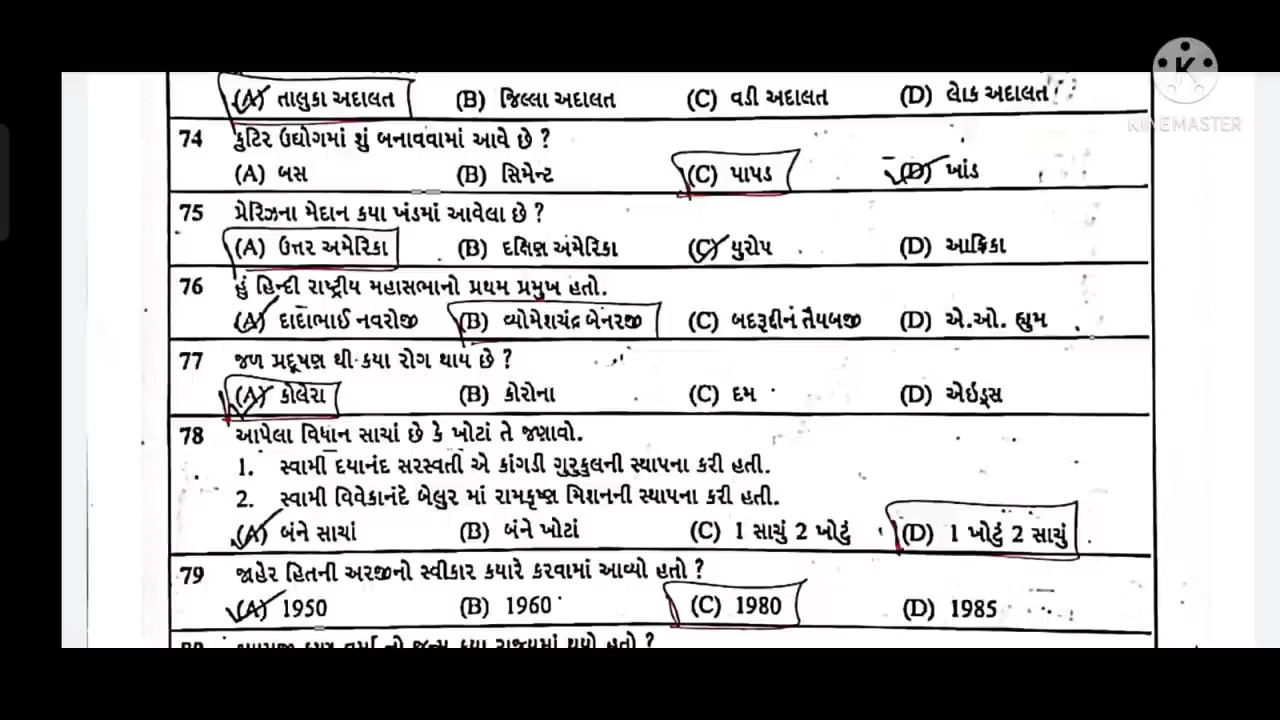 (A) તાલુકા અદાલત (B) જિલ્લા અદાલત (C) વડી અદાલત (D) લોક અદાલત
74 કુટિર ઉદ્યોગમાં શું બનાવવામાં આવે છે ?
(A) બસ (B) સિમેન્ટ (C) પાપડ (D) ખાંડ
75 પ્રેરિઝના મેદાન કયા ખંડમાં આવેલા છે ?
(A) ઉત્તર અમેરિકા (B) દક્ષિણ અમેરિકા (C) યુરોપ (D) આફ્રિકા
76 હું હિન્દી રાષ્ટ્રીય મહાસભાનો પ્રથમ પ્રમુખ હતો.
(A) દાદાભાઈ નવરોજી (B) વ્યોમેશચંદ્ર બેનરજી (C) બદરૂદ્દીનં તૈયબજી (D) એ.ઓ. હ્યુમ
77 જળ પ્રદૂષણ થી કયા રોગ થાય છે ?
(A) કોલેરા (B) કોરોના (C) દમ (D) એઇડ્સ
78 આપેલા વિધાન સાચાં છે કે ખોટાં તે જણાવો.
1. સ્વામી દયાનંદ સરસ્વતી એ કાંગડી ગુરુકુલની સ્થાપના કરી હતી.
2. સ્વામી વિવેકાનંદે બેલુર માં રામકૃષ્ણ મિશનની સ્થાપના કરી હતી.
(A) બંને સાચાં (B) બંને ખોટાં (C) 1 સાચું 2 ખોટું (D) 1 ખોટું 2 સાચું
79 જાહેર હિતની અરજીનો સ્વીકાર કયારે કરવામાં આવ્યો હતો ?
(A) 1950 (B) 1960 (C) 1980 (D) 1985
KINEMASTER